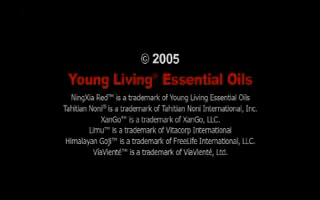 © 2005
Young Living® Essential Oils
NingXia Red™ is a trademark of Young Living Essential Oils
Tahitian Noni® is a trademark of Tahitian Noni International, Inc.
XanGo™ is a trademark of XanGo, LLC.
Limu™ is a trademark of Vitacorp International
Himalayan Goji™ is a trademark of FreeLife International, LLC.
ViaVienté™ is a trademark of ViaVienté, Ltd.